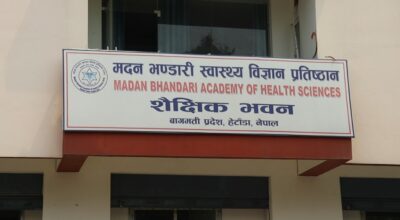 मदन भण्डारी स्वास्थ्य विज्ञान प्रतिष्ठान
MADAN BHANDARI ACADEMY OF HEALTH SCIENCES
शैक्षिक भवन
बागमती प्रदेश, हेटौंडा, नेपाल